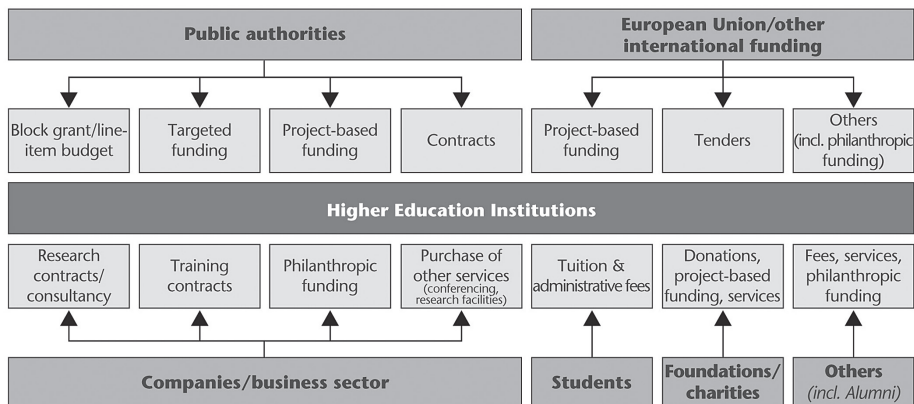 Public authorities
European Union/other
international funding
Block grant/line-
item budget
Targeted
funding
Project-based
funding
Contracts
Project-based
funding
Tenders
Others
(incl. philanthropic
funding)
Higher Education Institutions
Research
contracts/
consultancy
Training
contracts
Philanthropic
funding
Purchase of
other services
(conferencing,
research facilities)
Tuition &
administrative fees
Donations,
project-based
funding, services
Fees, services,
philanthropic
funding
Companies/business sector
Students
Foundations/
charities
Others
(incl. Alumni)